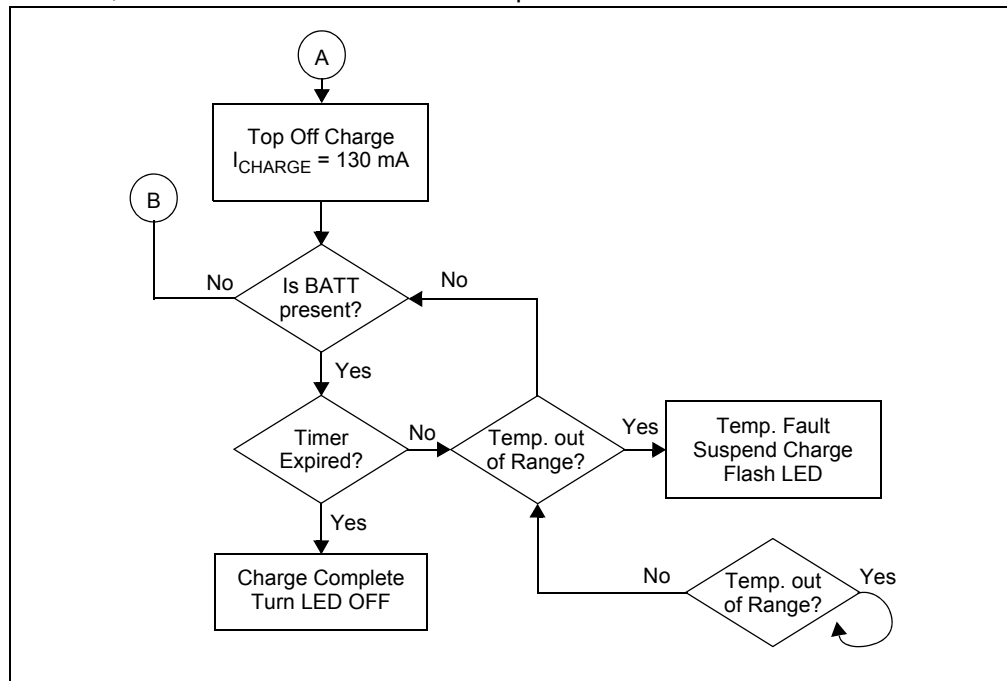 A
Top Off Charge
I_CHARGE = 130 mA
B
No
Is BATT
present?
No
Yes
Timer
Expired?
No
Temp. out
of Range?
Yes
Temp. Fault
Suspend Charge
Flash LED
Yes
Charge Complete
Turn LED OFF
No
Temp. out
of Range?
Yes